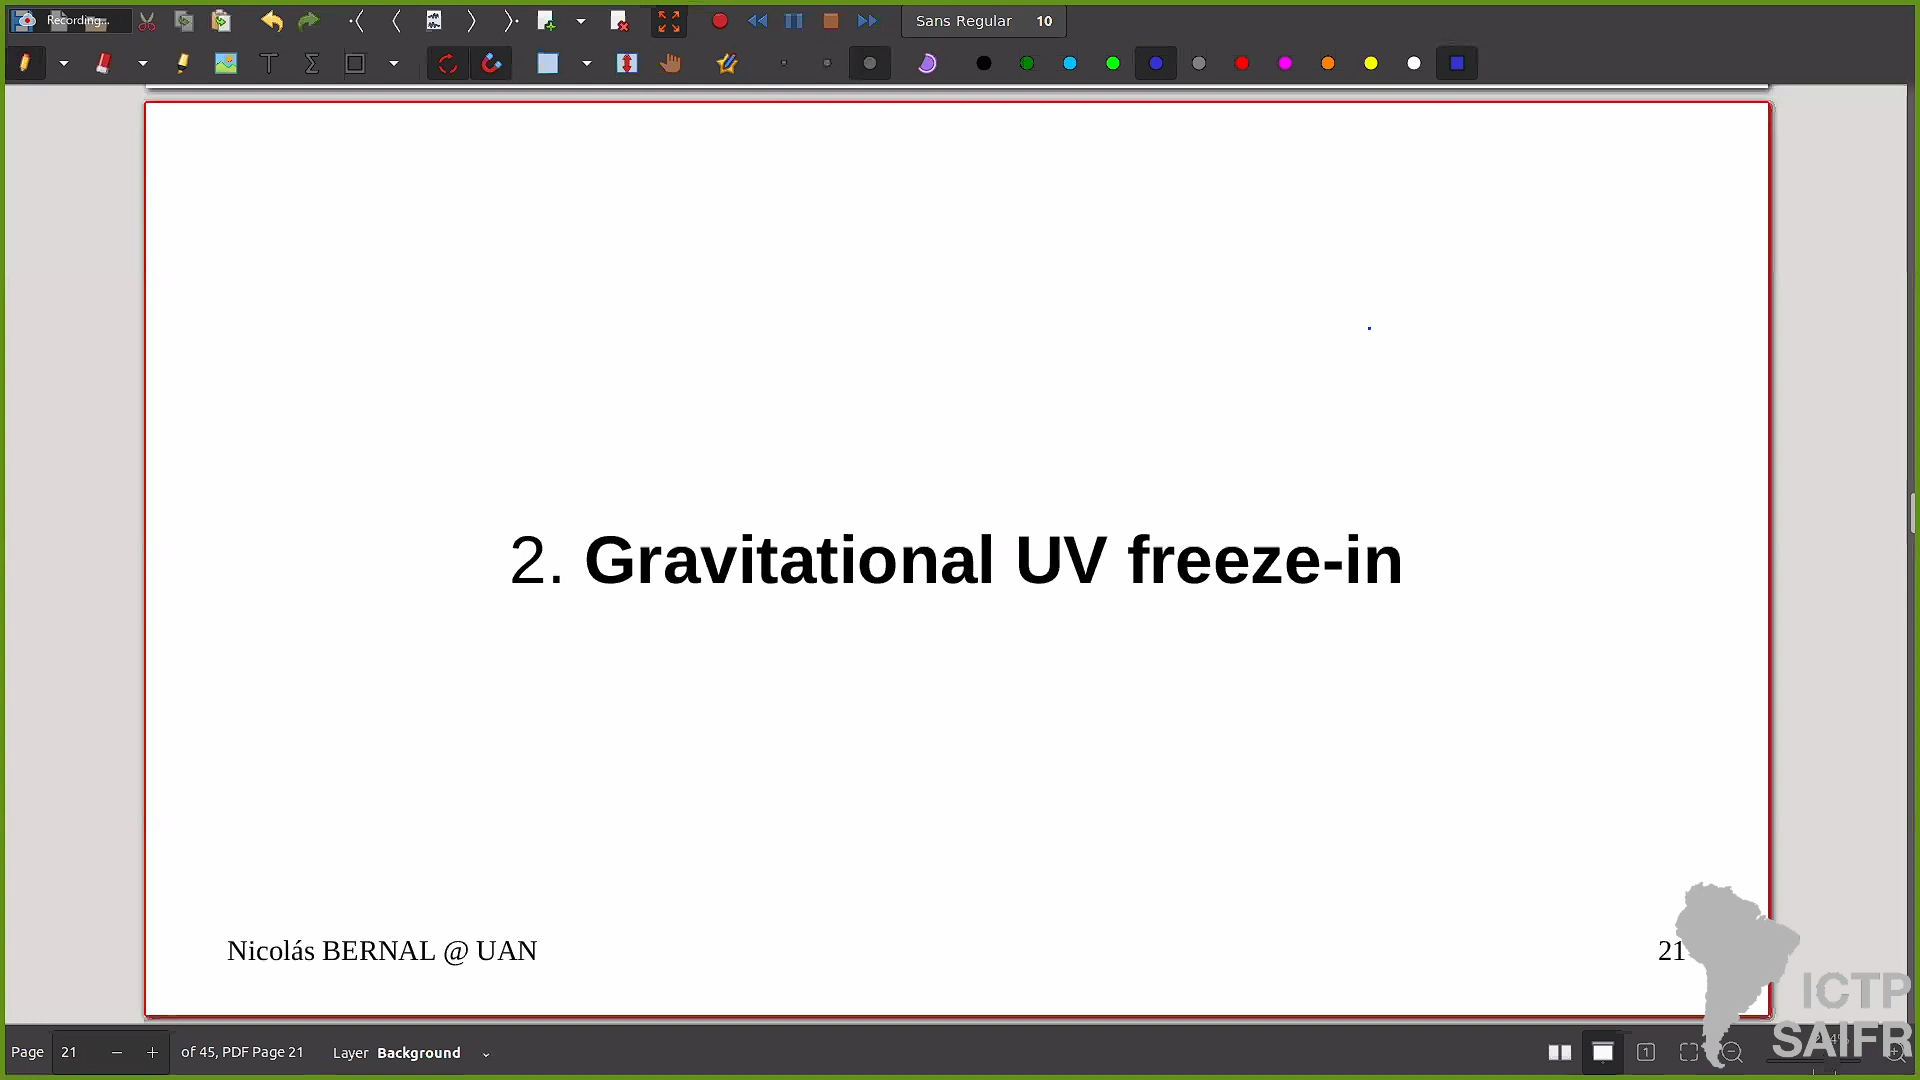 Recording...
Sans Regular 10
2. Gravitational UV freeze-in
Nicolás BERNAL @ UAN
21
ICTP
SAIFR
Page 21 of 45, PDF Page 21 Layer Background